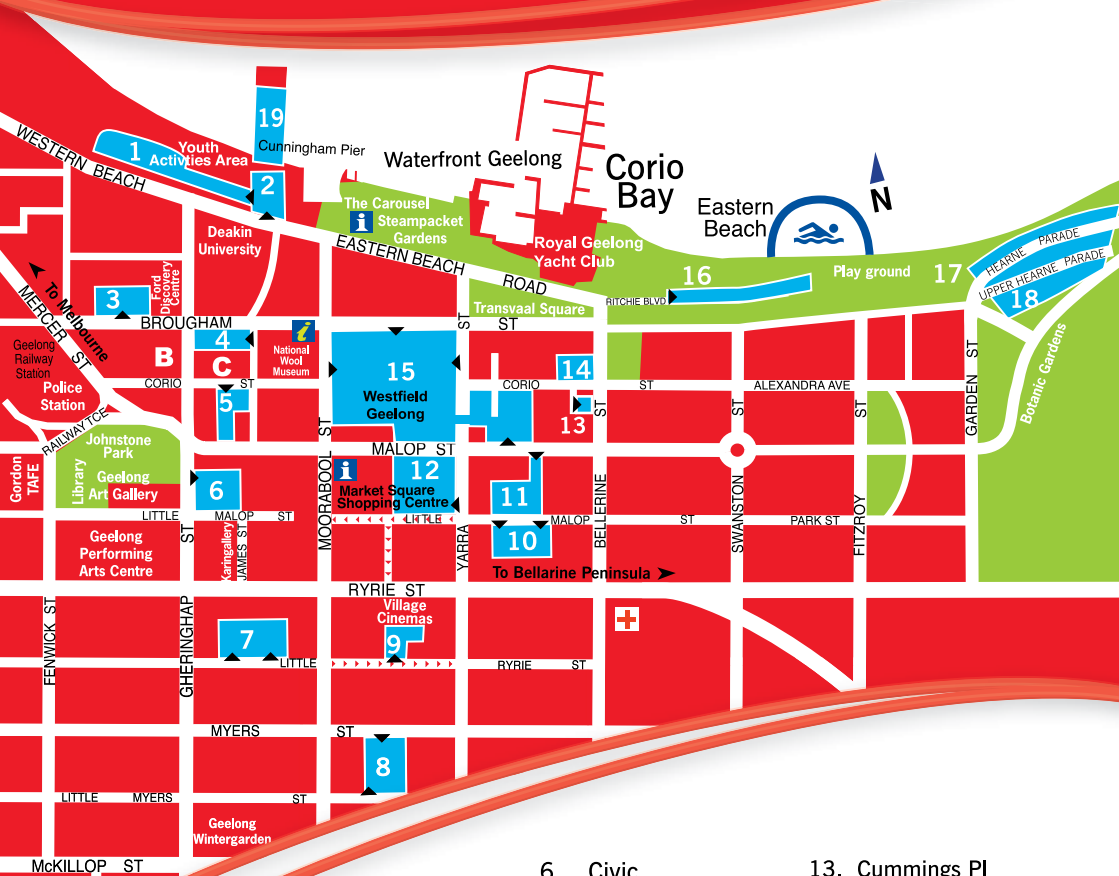 19
WESTERN BEACH
1
Youth
Activties Area
Cunningham Pier
Waterfront Geelong
Corio
Bay
N
2
The Carousel
i
Steampacket
Gardens
Eastern
Beach
Deakin
University
EASTERN BEACH
ROAD
Royal Geelong
Yacht Club
HEARNE PARADE
UPPER HEARNE PARADE
Play ground
17
16
18
To Melbourne
MERCER ST
3
Ford
Discovery
Centre
RITCHIE BLVD
Transvaal Square
BROUGHAM
ST
ST
Geelong
Railway
Station
B
4
C
i
National
Wool
Museum
15
Westfield
Geelong
14
13
CORIO
ST
CORIO
ST
ALEXANDRA AVE
GARDEN ST
Botanic Gardens
Police
Station
5
RAILWAY TCE
Johnstone
Park
Library
Geelong
Art Gallery
Gordon
TAFE
ST
ST
ST
ST
MALOP ST
6
i
12
Market Square
Shopping Centre
11
MOORABOOL
LITTLE
MALOP
ST
LITTLE
MALOP
ST
PARK ST
ST
Karingallery
JAMES ST
YARRA
10
BELLERINE
SWANSTON
FITZROY
Geelong
Performing
Arts Centre
To Bellarine Peninsula
RYRIE ST
FENWICK ST
GHERINGHAP
7
Village
Cinemas
9
LITTLE
RYRIE
ST
MYERS
ST
8
LITTLE
MYERS
ST
Geelong
Wintergarden
McKILLOP ST
6 Civic
13. Cummings Pl